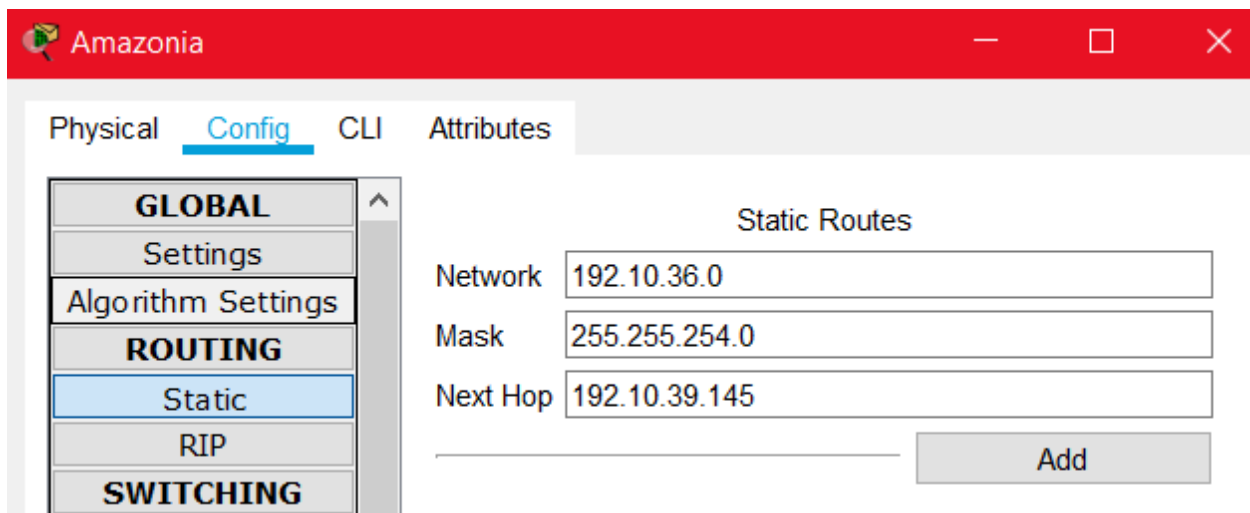 Amazonia
Physical Config CLI Attributes
GLOBAL
Settings
Algorithm Settings
ROUTING
Static
RIP
SWITCHING
Static Routes
Network 192.10.36.0
Mask 255.255.254.0
Next Hop 192.10.39.145
Add